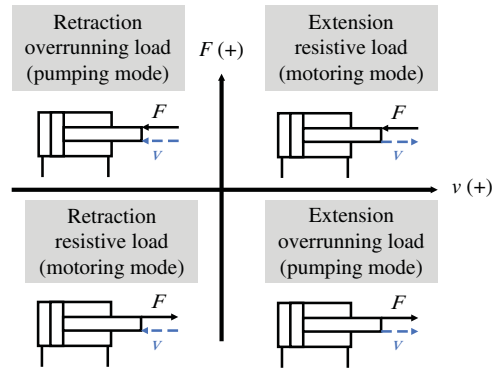 Retraction
overrunning load
(pumping mode)
F (+)
Extension
resistive load
(motoring mode)
F
v
F
v
v (+)
Retraction
resistive load
(motoring mode)
Extension
overrunning load
(pumping mode)
F
v
F
v